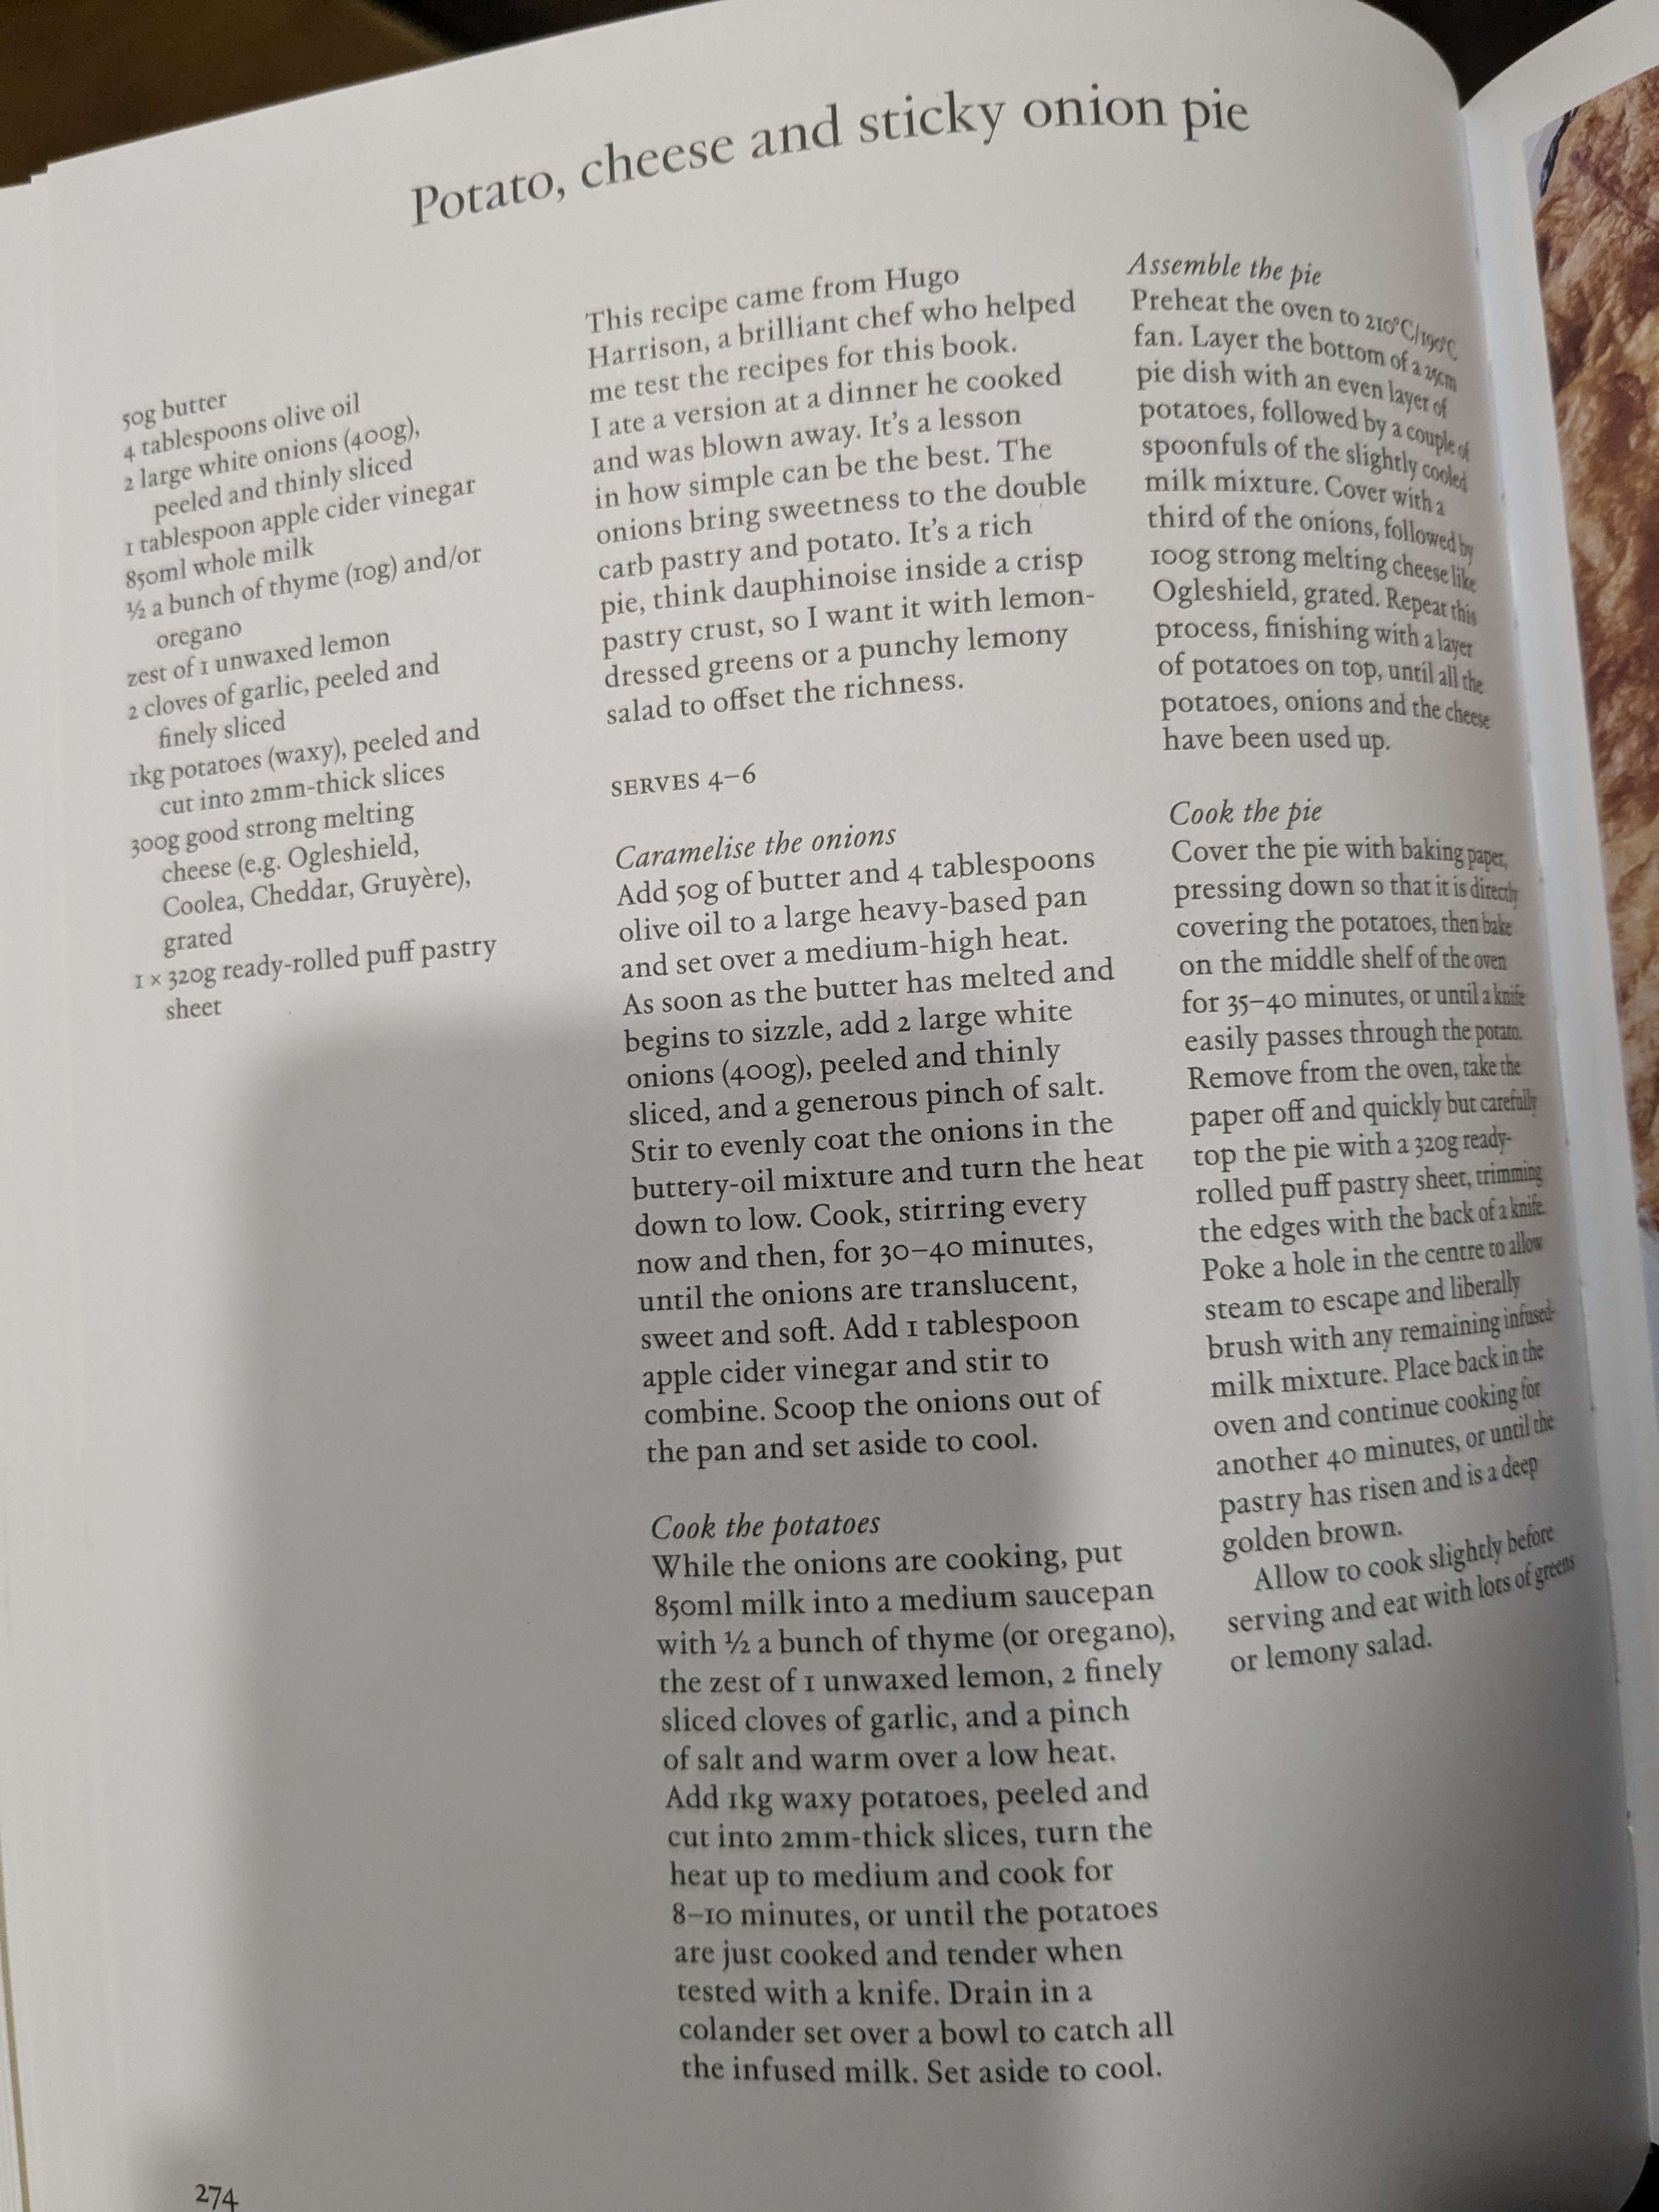 Potato, cheese and sticky onion pie
50g butter
4 tablespoons olive oil
2 large white onions (400g),
peeled and thinly sliced
1 tablespoon apple cider vinegar
850ml whole milk
½ a bunch of thyme (10g) and/or
oregano
zest of 1 unwaxed lemon
2 cloves of garlic, peeled and
finely sliced
1kg potatoes (waxy), peeled and
cut into 2mm-thick slices
300g good strong melting
cheese (e.g. Ogleshield,
Coolea, Cheddar, Gruyère),
grated
1 × 320g ready-rolled puff pastry
sheet
This recipe came from Hugo
Harrison, a brilliant chef who helped
me test the recipes for this book.
I ate a version at a dinner he cooked
and was blown away. It's a lesson
in how simple can be the best. The
onions bring sweetness to the double
carb pastry and potato. It's a rich
pie, think dauphinoise inside a crisp
pastry crust, so I want it with lemon-
dressed greens or a punchy lemony
salad to offset the richness.
SERVES 4–6
Caramelise the onions
Add 50g of butter and 4 tablespoons
olive oil to a large heavy-based pan
and set over a medium-high heat.
As soon as the butter has melted and
begins to sizzle, add 2 large white
onions (400g), peeled and thinly
sliced, and a generous pinch of salt.
Stir to evenly coat the onions in the
buttery-oil mixture and turn the heat
down to low. Cook, stirring every
now and then, for 30–40 minutes,
until the onions are translucent,
sweet and soft. Add 1 tablespoon
apple cider vinegar and stir to
combine. Scoop the onions out of
the pan and set aside to cool.
Cook the potatoes
While the onions are cooking, put
850ml milk into a medium saucepan
with ½ a bunch of thyme (or oregano),
the zest of 1 unwaxed lemon, 2 finely
sliced cloves of garlic, and a pinch
of salt and warm over a low heat.
Add 1kg waxy potatoes, peeled and
cut into 2mm-thick slices, turn the
heat up to medium and cook for
8–10 minutes, or until the potatoes
are just cooked and tender when
tested with a knife. Drain in a
colander set over a bowl to catch all
the infused milk. Set aside to cool.
Assemble the pie
Preheat the oven to 210°C/190°C
fan. Layer the bottom of a 25cm
pie dish with an even layer of
potatoes, followed by a couple of
spoonfuls of the slightly cooled
milk mixture. Cover with a
third of the onions, followed by
100g strong melting cheese like
Ogleshield, grated. Repeat this
process, finishing with a layer
of potatoes on top, until all the
potatoes, onions and the cheese
have been used up.
Cook the pie
Cover the pie with baking paper,
pressing down so that it is directly
covering the potatoes, then bake
on the middle shelf of the oven
for 35–40 minutes, or until a knife
easily passes through the potato.
Remove from the oven, take the
paper off and quickly but carefully
top the pie with a 320g ready-
rolled puff pastry sheet, trimming
the edges with the back of a knife.
Poke a hole in the centre to allow
steam to escape and liberally
brush with any remaining infused-
milk mixture. Place back in the
oven and continue cooking for
another 40 minutes, or until the
pastry has risen and is a deep
golden brown.
Allow to cook slightly before
serving and eat with lots of greens
or lemony salad.
274